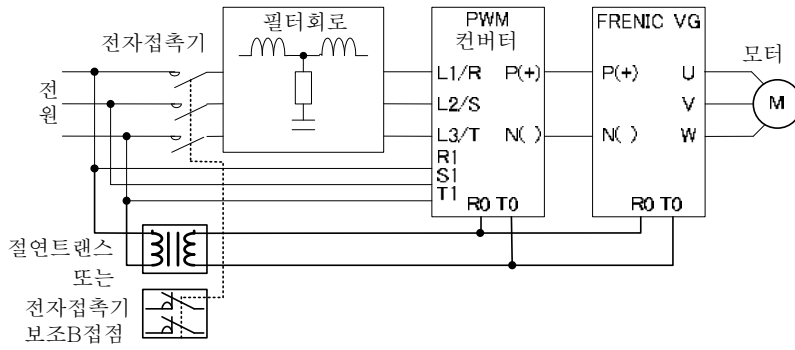 필터회로
PWM
컨버터
FRENIC VG
전자접촉기
모터
L1/R P(+)
P(+) U
전원
L2/S
V
M
L3/T N( )
N( ) W
R1
S1
T1
R0 T0
R0 T0
절연트랜스
또는
전자접촉기
보조B접점